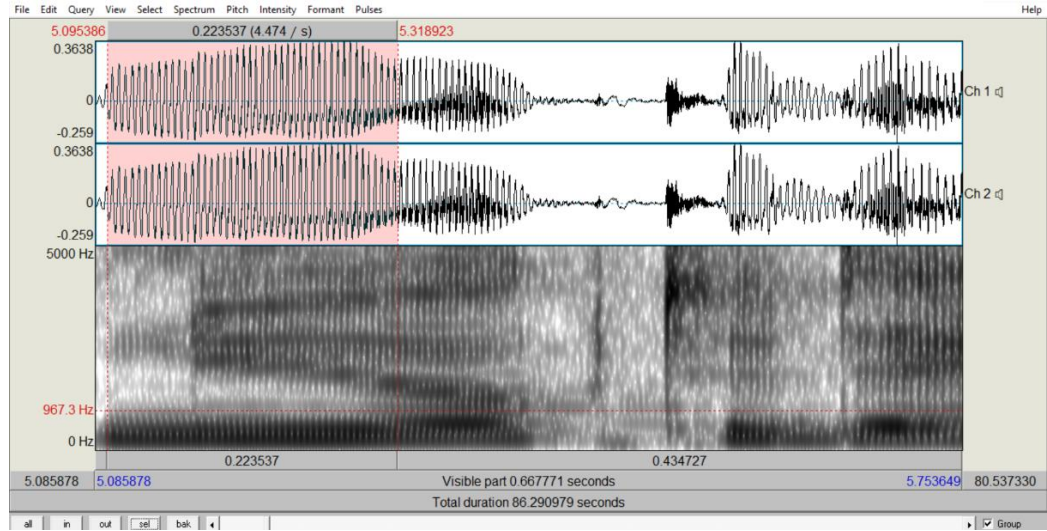 File Edit Query View Select Spectrum Pitch Intensity Formant Pulses Help
5.095386 0.223537 (4.474 / s) 5.318923
0.3638
0
-0.259
Ch 1
0.3638
0
-0.259
Ch 2
5000 Hz
967.3 Hz
0 Hz
0.223537 0.434727
5.085878 5.085878 Visible part 0.667771 seconds 5.753649 80.537330
Total duration 86.290979 seconds
all in out sel bak Group